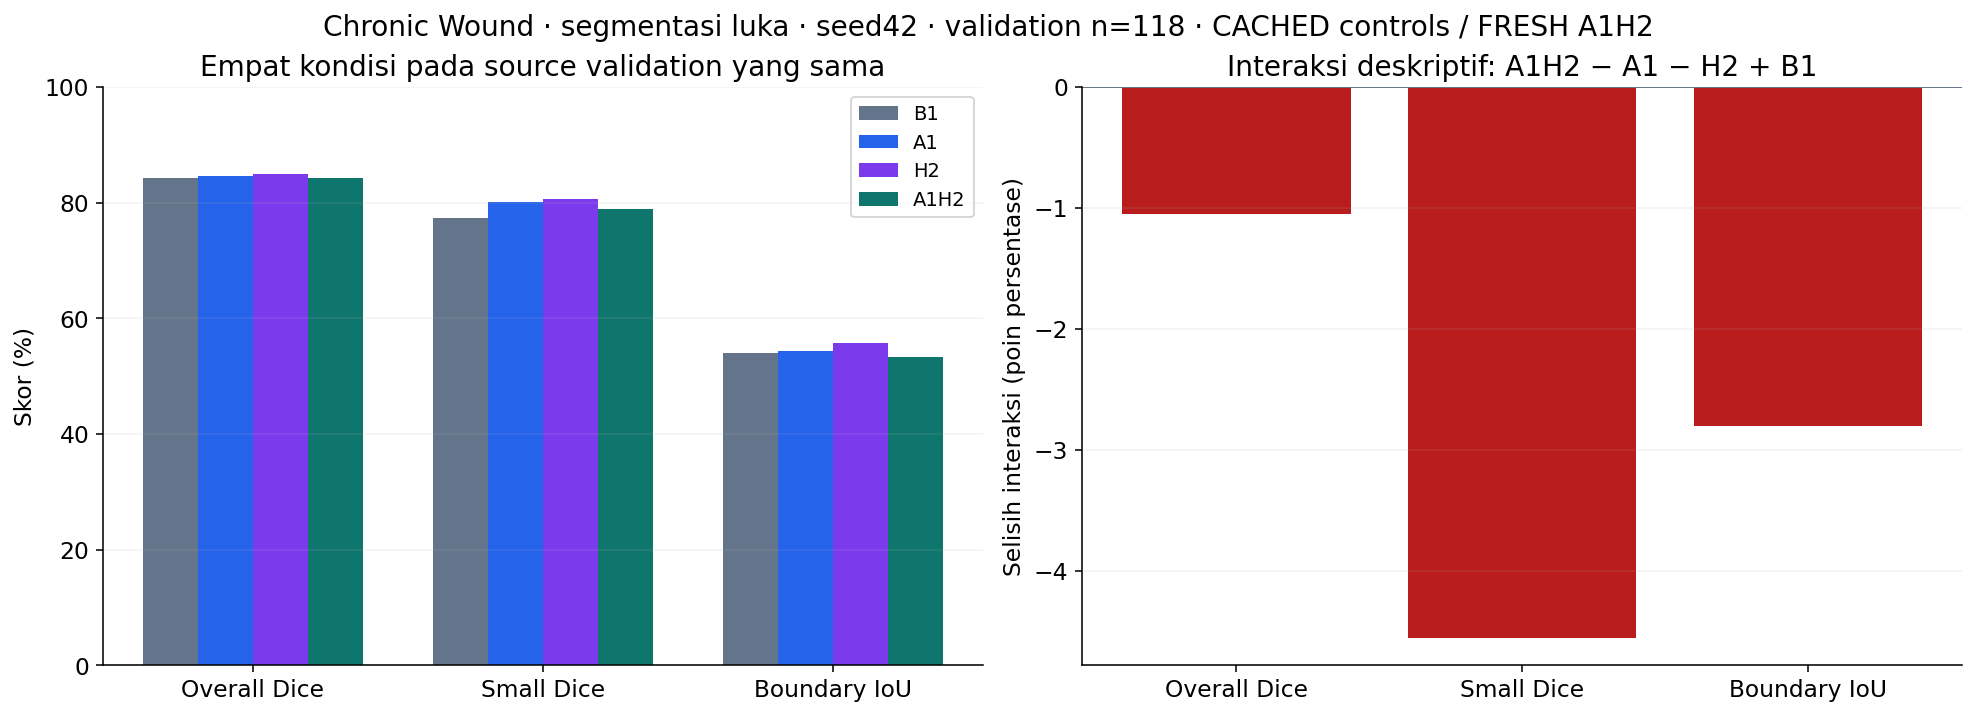 Chronic Wound · segmentasi luka · seed42 · validation n=118 · CACHED controls / FRESH A1H2
Empat kondisi pada source validation yang sama
Skor (%)
100
80
60
40
20
0
B1
A1
H2
A1H2
Overall Dice
Small Dice
Boundary IoU
Interaksi deskriptif: A1H2 − A1 − H2 + B1
Selisih interaksi (poin persentase)
0
−1
−2
−3
−4
Overall Dice
Small Dice
Boundary IoU